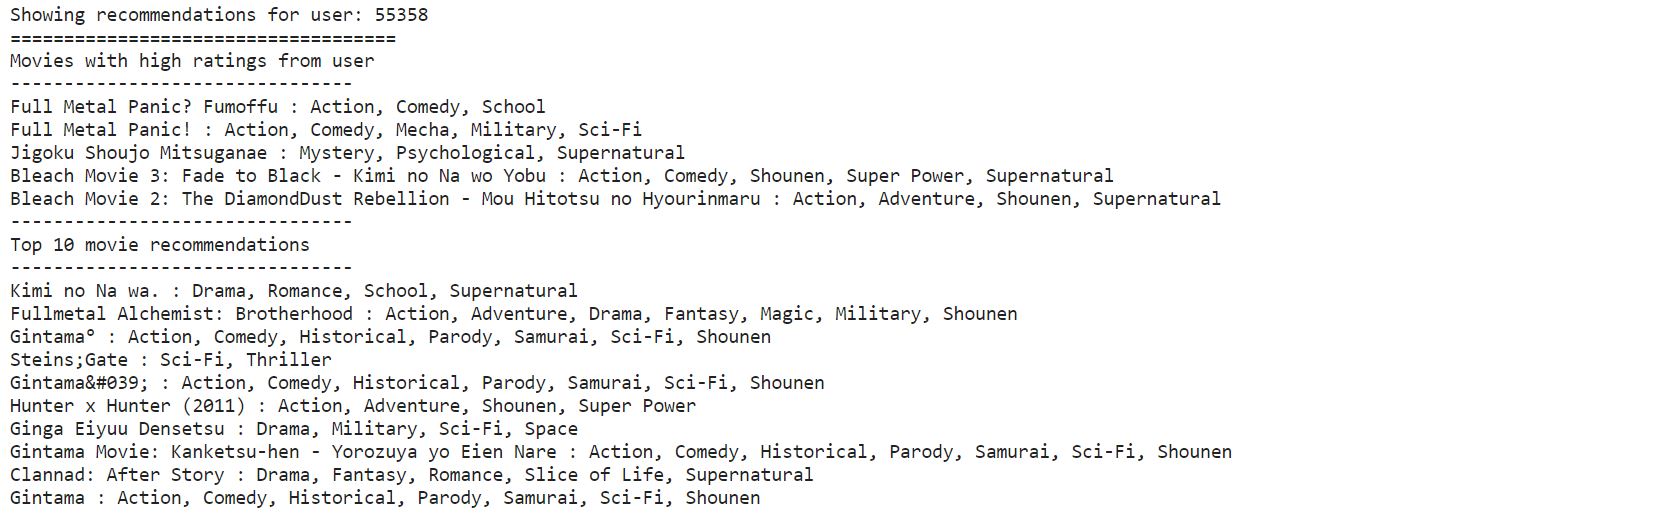 Showing recommendations for user: 55358
====================================
Movies with high ratings from user
--------------------------------
Full Metal Panic? Fumoffu : Action, Comedy, School
Full Metal Panic! : Action, Comedy, Mecha, Military, Sci-Fi
Jigoku Shoujo Mitsuganae : Mystery, Psychological, Supernatural
Bleach Movie 3: Fade to Black - Kimi no Na wo Yobu : Action, Comedy, Shounen, Super Power, Supernatural
Bleach Movie 2: The DiamondDust Rebellion - Mou Hitotsu no Hyourinmaru : Action, Adventure, Shounen, Supernatural
--------------------------------
Top 10 movie recommendations
--------------------------------
Kimi no Na wa. : Drama, Romance, School, Supernatural
Fullmetal Alchemist: Brotherhood : Action, Adventure, Drama, Fantasy, Magic, Military, Shounen
Gintama° : Action, Comedy, Historical, Parody, Samurai, Sci-Fi, Shounen
Steins;Gate : Sci-Fi, Thriller
Gintama&#039; : Action, Comedy, Historical, Parody, Samurai, Sci-Fi, Shounen
Hunter x Hunter (2011) : Action, Adventure, Shounen, Super Power
Ginga Eiyuu Densetsu : Drama, Military, Sci-Fi, Space
Gintama Movie: Kanketsu-hen - Yorozuya yo Eien Nare : Action, Comedy, Historical, Parody, Samurai, Sci-Fi, Shounen
Clannad: After Story : Drama, Fantasy, Romance, Slice of Life, Supernatural
Gintama : Action, Comedy, Historical, Parody, Samurai, Sci-Fi, Shounen